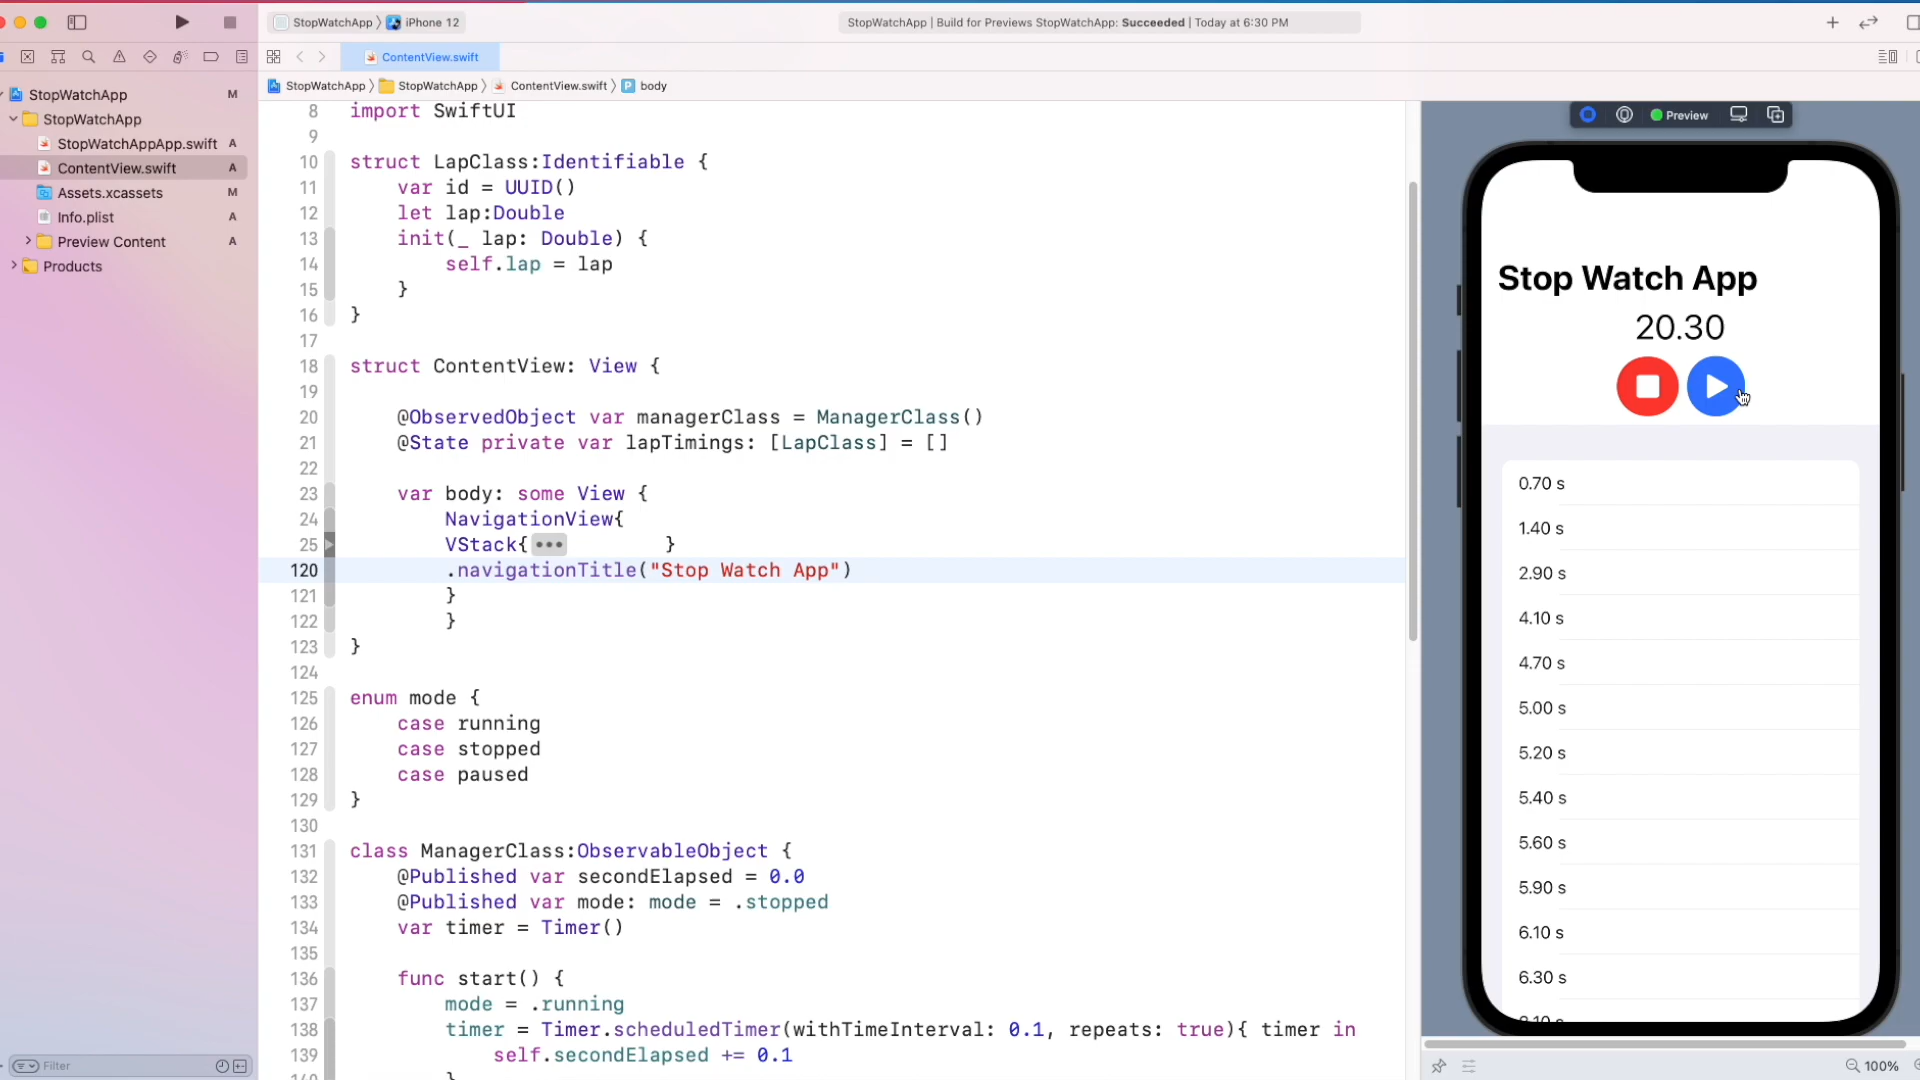 StopWatchApp
iPhone 12
StopWatchApp | Build for Previews StopWatchApp: Succeeded | Today at 6:30 PM
ContentView.swift
StopWatchApp
StopWatchApp
ContentView.swift
P
body
StopWatchApp M
StopWatchApp
StopWatchAppApp.swift A
ContentView.swift A
Assets.xcassets M
Info.plist A
Preview Content A
Products
Filter
8 import SwiftUI
9
10 struct LapClass:Identifiable {
11 var id = UUID()
12 let lap:Double
13 init(_ lap: Double) {
14 self.lap = lap
15 }
16 }
17
18 struct ContentView: View {
19
20 @ObservedObject var managerClass = ManagerClass()
21 @State private var lapTimings: [LapClass] = []
22
23 var body: some View {
24 NavigationView{
25 VStack{ ••• }
120 .navigationTitle("Stop Watch App")
121 }
122 }
123 }
124
125 enum mode {
126 case running
127 case stopped
128 case paused
129 }
130
131 class ManagerClass:ObservableObject {
132 @Published var secondElapsed = 0.0
133 @Published var mode: mode = .stopped
134 var timer = Timer()
135
136 func start() {
137 mode = .running
138 timer = Timer.scheduledTimer(withTimeInterval: 0.1, repeats: true){ timer in
139 self.secondElapsed += 0.1
Preview
Stop Watch App
20.30
0.70 s
1.40 s
2.90 s
4.10 s
4.70 s
5.00 s
5.20 s
5.40 s
5.60 s
5.90 s
6.10 s
6.30 s
100%